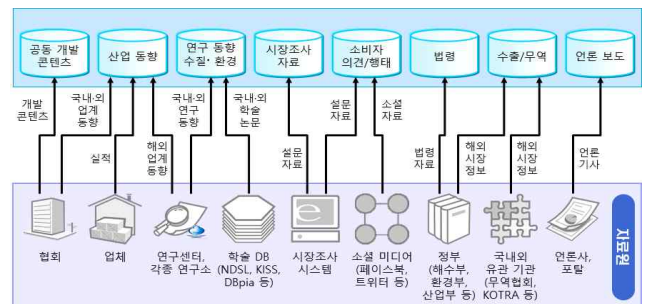 공동 개발
콘텐츠
산업 동향
연구 동향
수질·환경
시장조사
자료
소비자
의견/행태
법령
수출/무역
언론 보도
개발
콘텐츠
국내·외
업계
동향
실적
해외
업계
동향
국내·외
연구
동향
국내·외
학술
논문
설문
자료
설문
자료
소셜
자료
법령
자료
해외
시장
정보
해외
시장
정보
언론
기사
협회
업체
연구센터,
각종 연구소
학술 DB
(NDSL, KISS,
DBpia 등)
시장조사
시스템
소셜 미디어
(페이스북,
트위터 등)
정부
(해수부,
환경부,
산업부 등)
국내외
유관 기관
(무역협회,
KOTRA 등)
언론사,
포탈
자료원